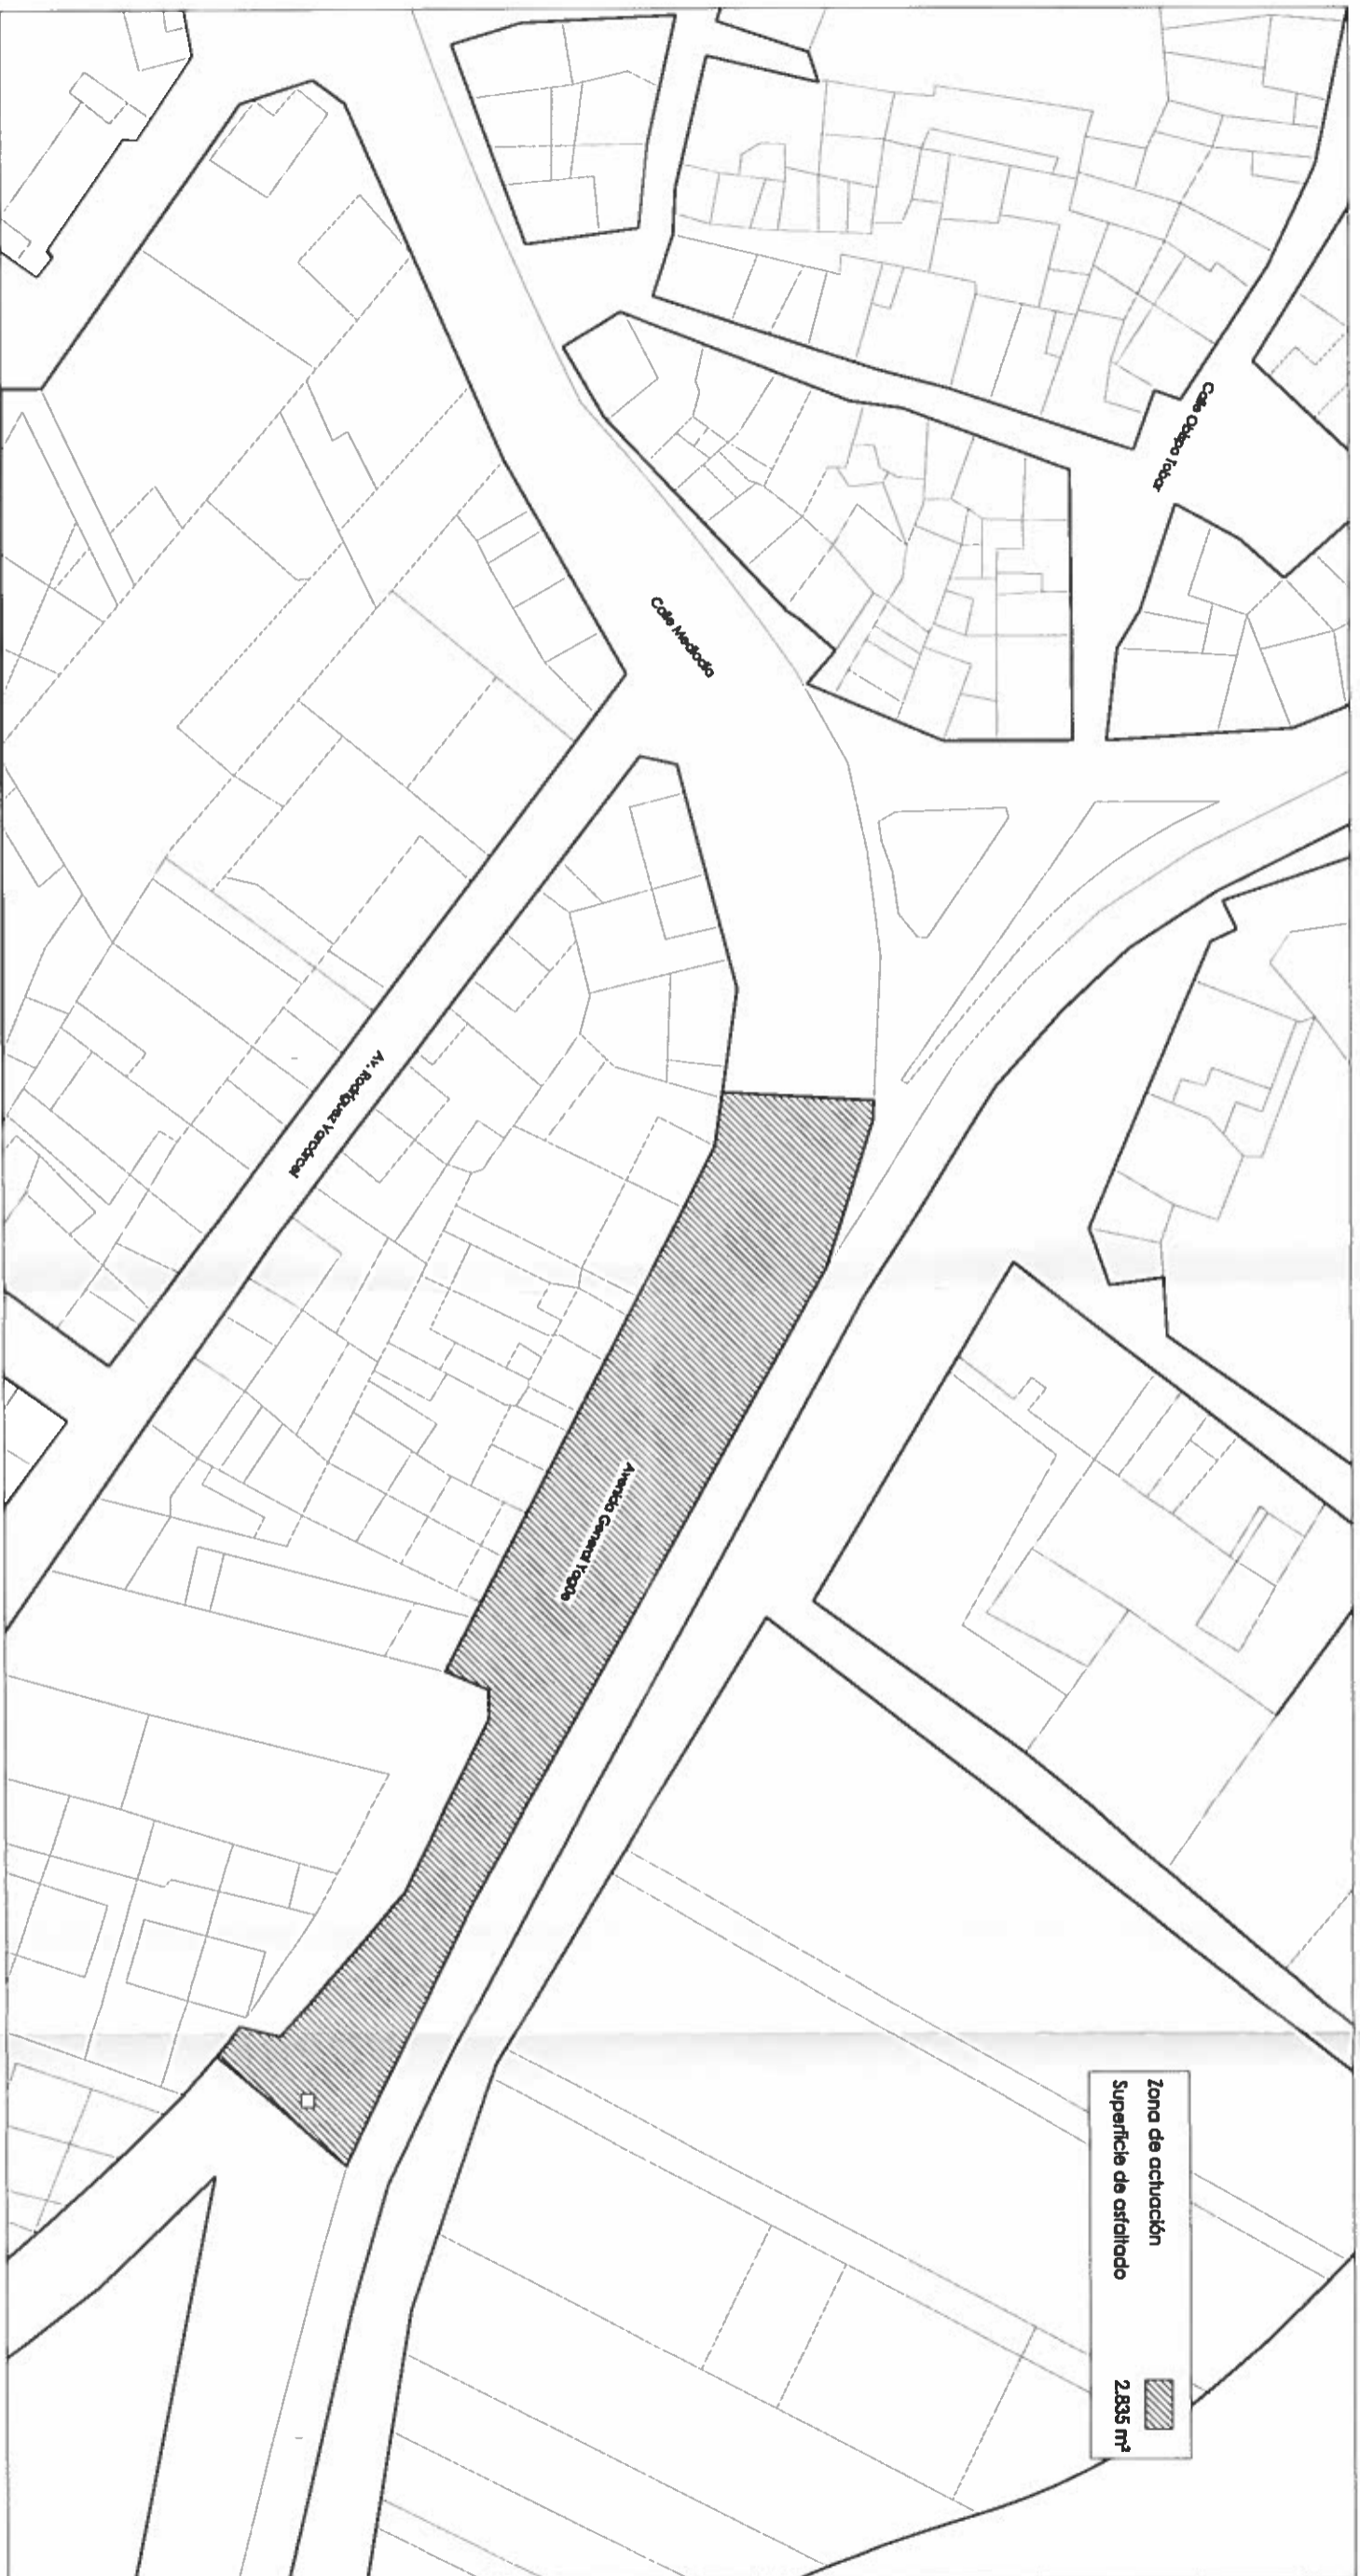 Calle Obispo Tobar
Calle Mediodía
Av. Rodríguez Varcárcel
Avenida General Yagüe
Zona de actuación
Superficie de asfaltado 2.835 m²